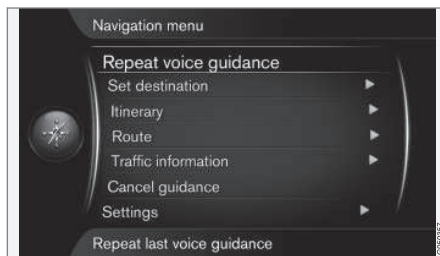 Navigation menu
Repeat voice guidance
Set destination
Itinerary
Route
Traffic information
Cancel guidance
Settings
Repeat last voice guidance